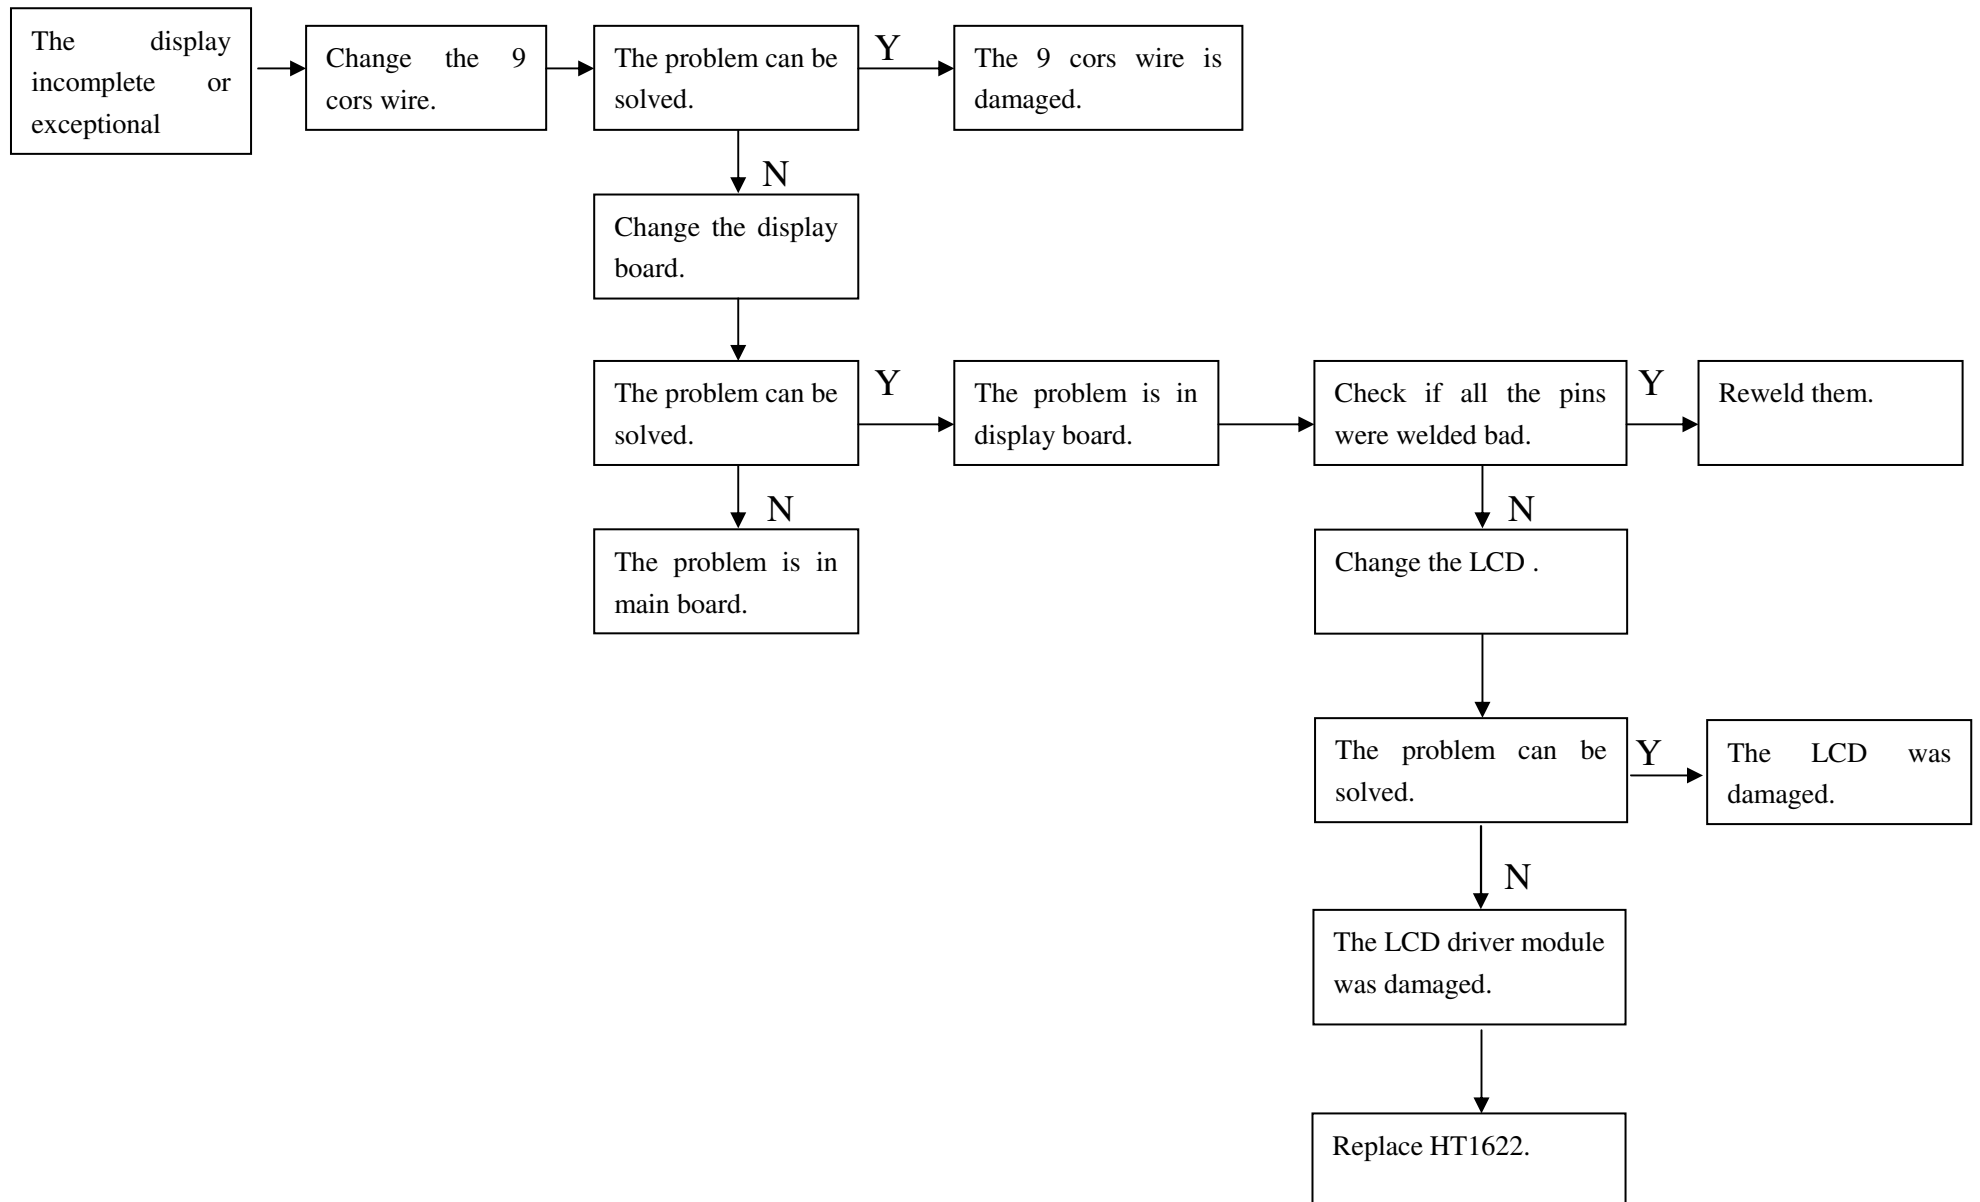 The display
incomplete or
exceptional
Change the 9
cors wire.
The problem can be
solved.
Y
The 9 cors wire is
damaged.
N
Change the display
board.
The problem can be
solved.
Y
The problem is in
display board.
Check if all the pins
were welded bad.
Y
Reweld them.
N
The problem is in
main board.
N
Change the LCD .
The problem can be
solved.
Y
The LCD was
damaged.
N
The LCD driver module
was damaged.
Replace HT1622.